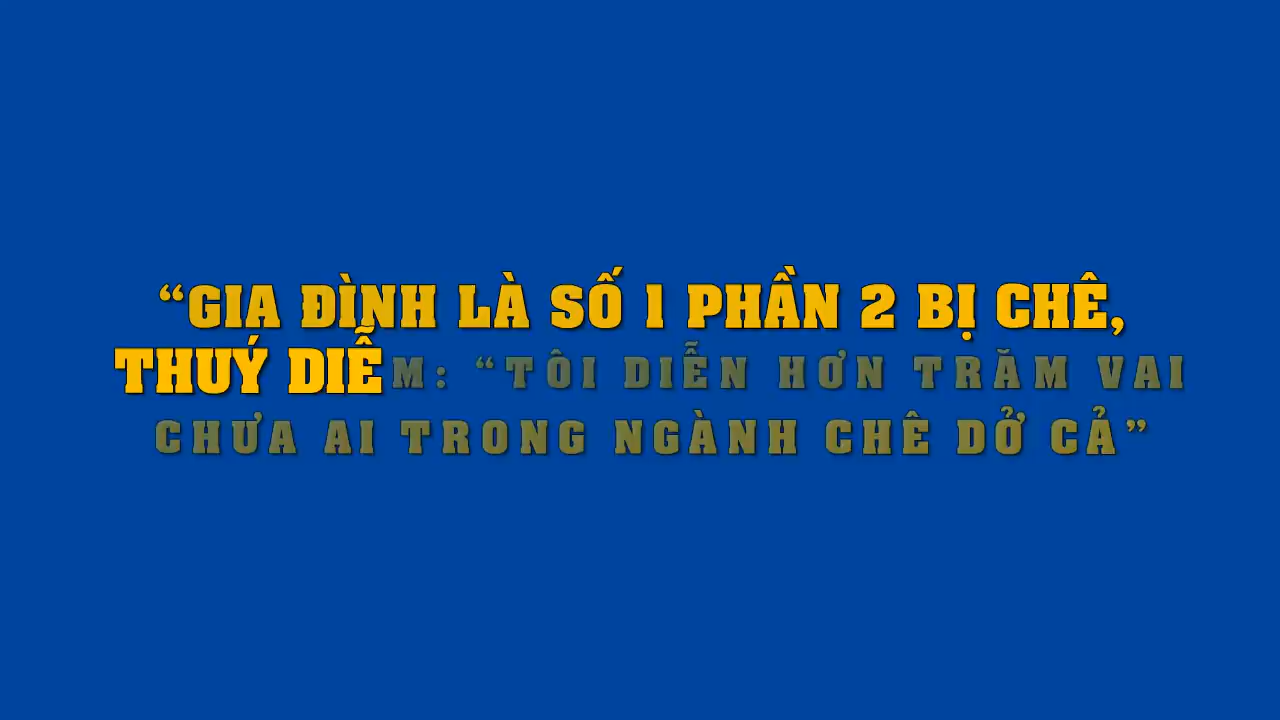 “GIA ĐÌNH LÀ SỐ 1 PHẦN 2 BỊ CHÊ,
THUÝ DIỄM: “TÔI DIỄN HƠN TRĂM VAI
CHƯA AI TRONG NGÀNH CHÊ DỞ CẢ”